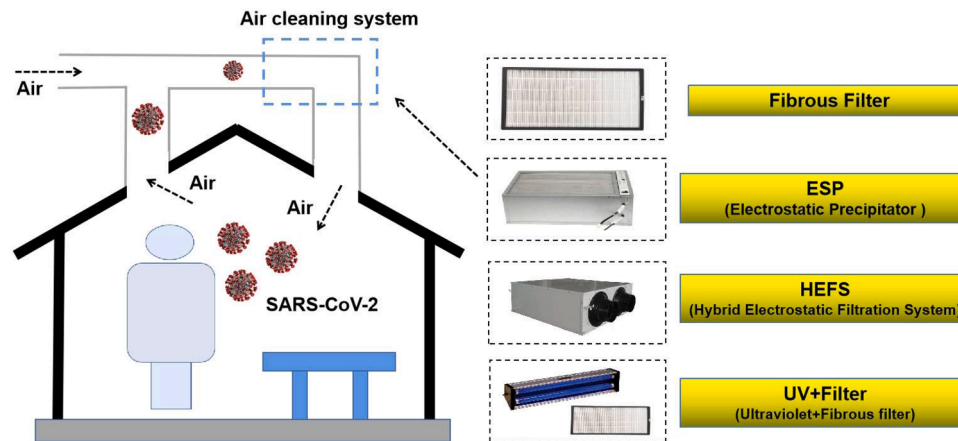 Air cleaning system
Air
Air
Air
SARS-CoV-2
Fibrous Filter
ESP
(Electrostatic Precipitator )
HEFS
(Hybrid Electrostatic Filtration System)
UV+Filter
(Ultraviolet+Fibrous filter)